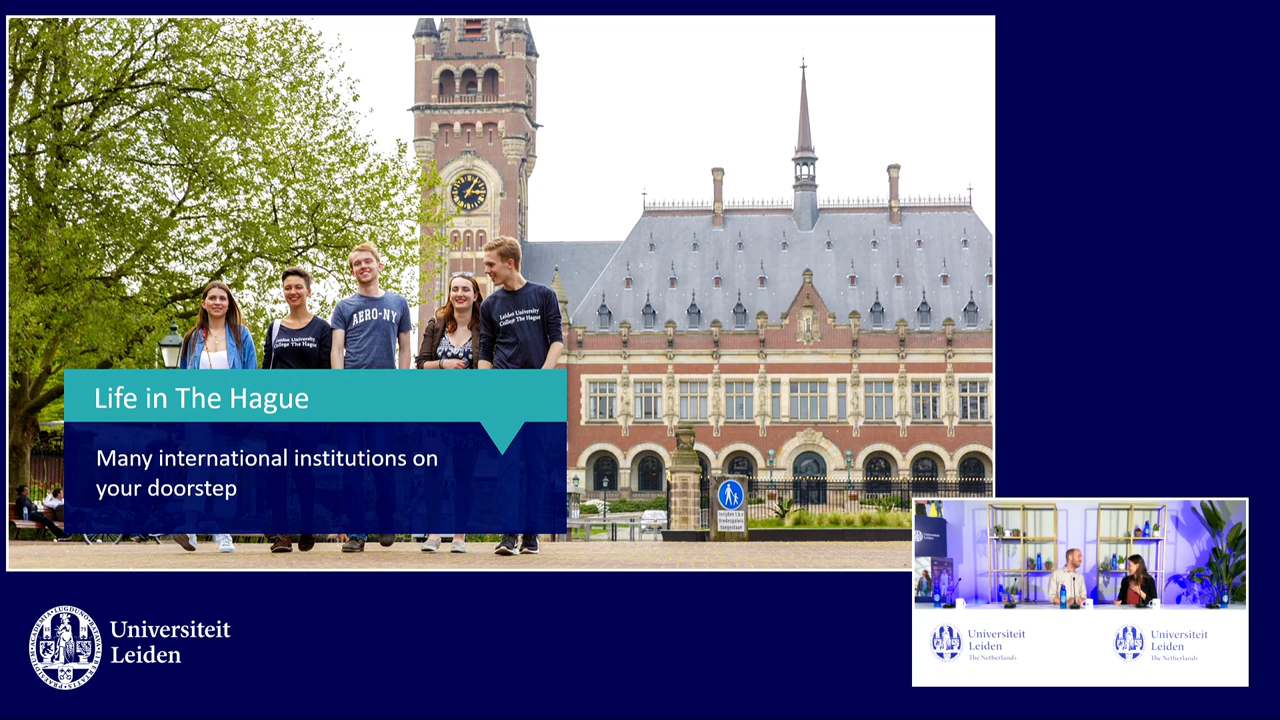 AERO-NY
Leiden University
College The Hague
Leiden University
College The Hague
Life in The Hague
Many international institutions on
your doorstep
Universiteit
Leiden
Universiteit
Leiden
The Netherlands
Universiteit
Leiden
The Netherlands